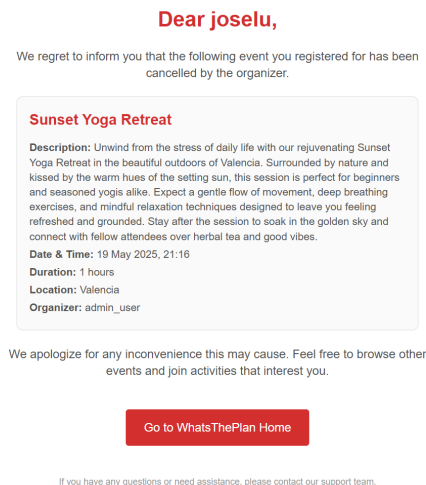 Dear joselu,
We regret to inform you that the following event you registered for has been
cancelled by the organizer.
Sunset Yoga Retreat
Description: Unwind from the stress of daily life with our rejuvenating Sunset
Yoga Retreat in the beautiful outdoors of Valencia. Surrounded by nature and
kissed by the warm hues of the setting sun, this session is perfect for beginners
and seasoned yogis alike. Expect a gentle flow of movement, deep breathing
exercises, and mindful relaxation techniques designed to leave you feeling
refreshed and grounded. Stay after the session to soak in the golden sky and
connect with fellow attendees over herbal tea and good vibes.
Date & Time: 19 May 2025, 21:16
Duration: 1 hours
Location: Valencia
Organizer: admin_user
We apologize for any inconvenience this may cause. Feel free to browse other
events and join activities that interest you.
Go to WhatsThePlan Home
If you have any questions or need assistance, please contact our support team.